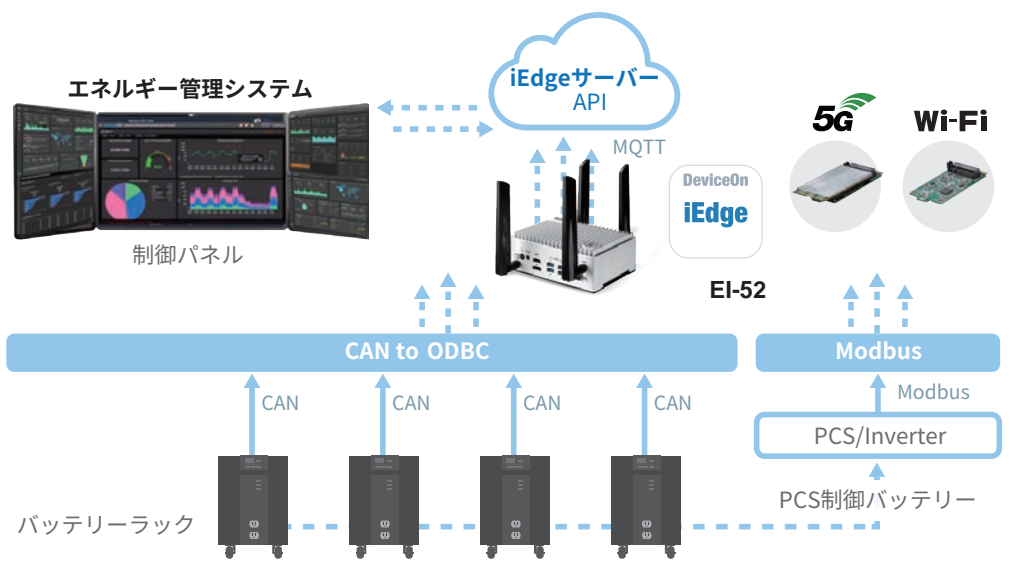 iEdgeサーバー
API
エネルギー管理システム
5G
Wi-Fi
MQTT
DeviceOn
iEdge
制御パネル
EI-52
CAN to ODBC
Modbus
CAN
CAN
CAN
CAN
Modbus
PCS/Inverter
PCS制御バッテリー
バッテリーラック